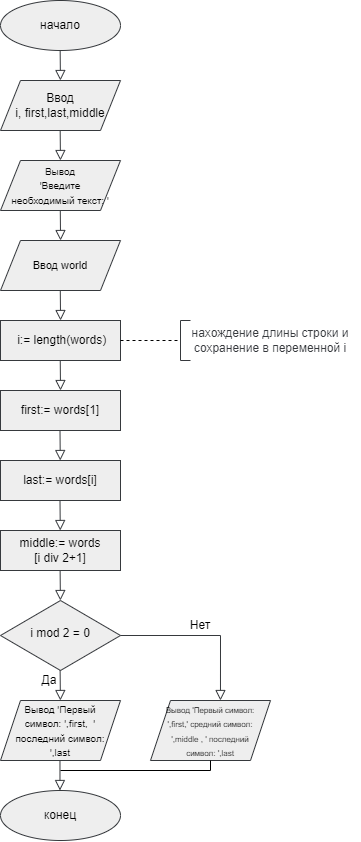 начало
Ввод
i, first,last,middle
Вывод
'Введите
необходимый текст: '
Ввод world
i:= length(words)
нахождение длины строки и
сохранение в переменной i
first:= words[1]
last:= words[i]
middle:= words
[i div 2+1]
i mod 2 = 0
Нет
Да
Вывод 'Первый
символ: ',first, '
последний символ:
',last
Вывод 'Первый символ:
',first,' средний символ:
',middle , ' последний
символ: ',last
конец